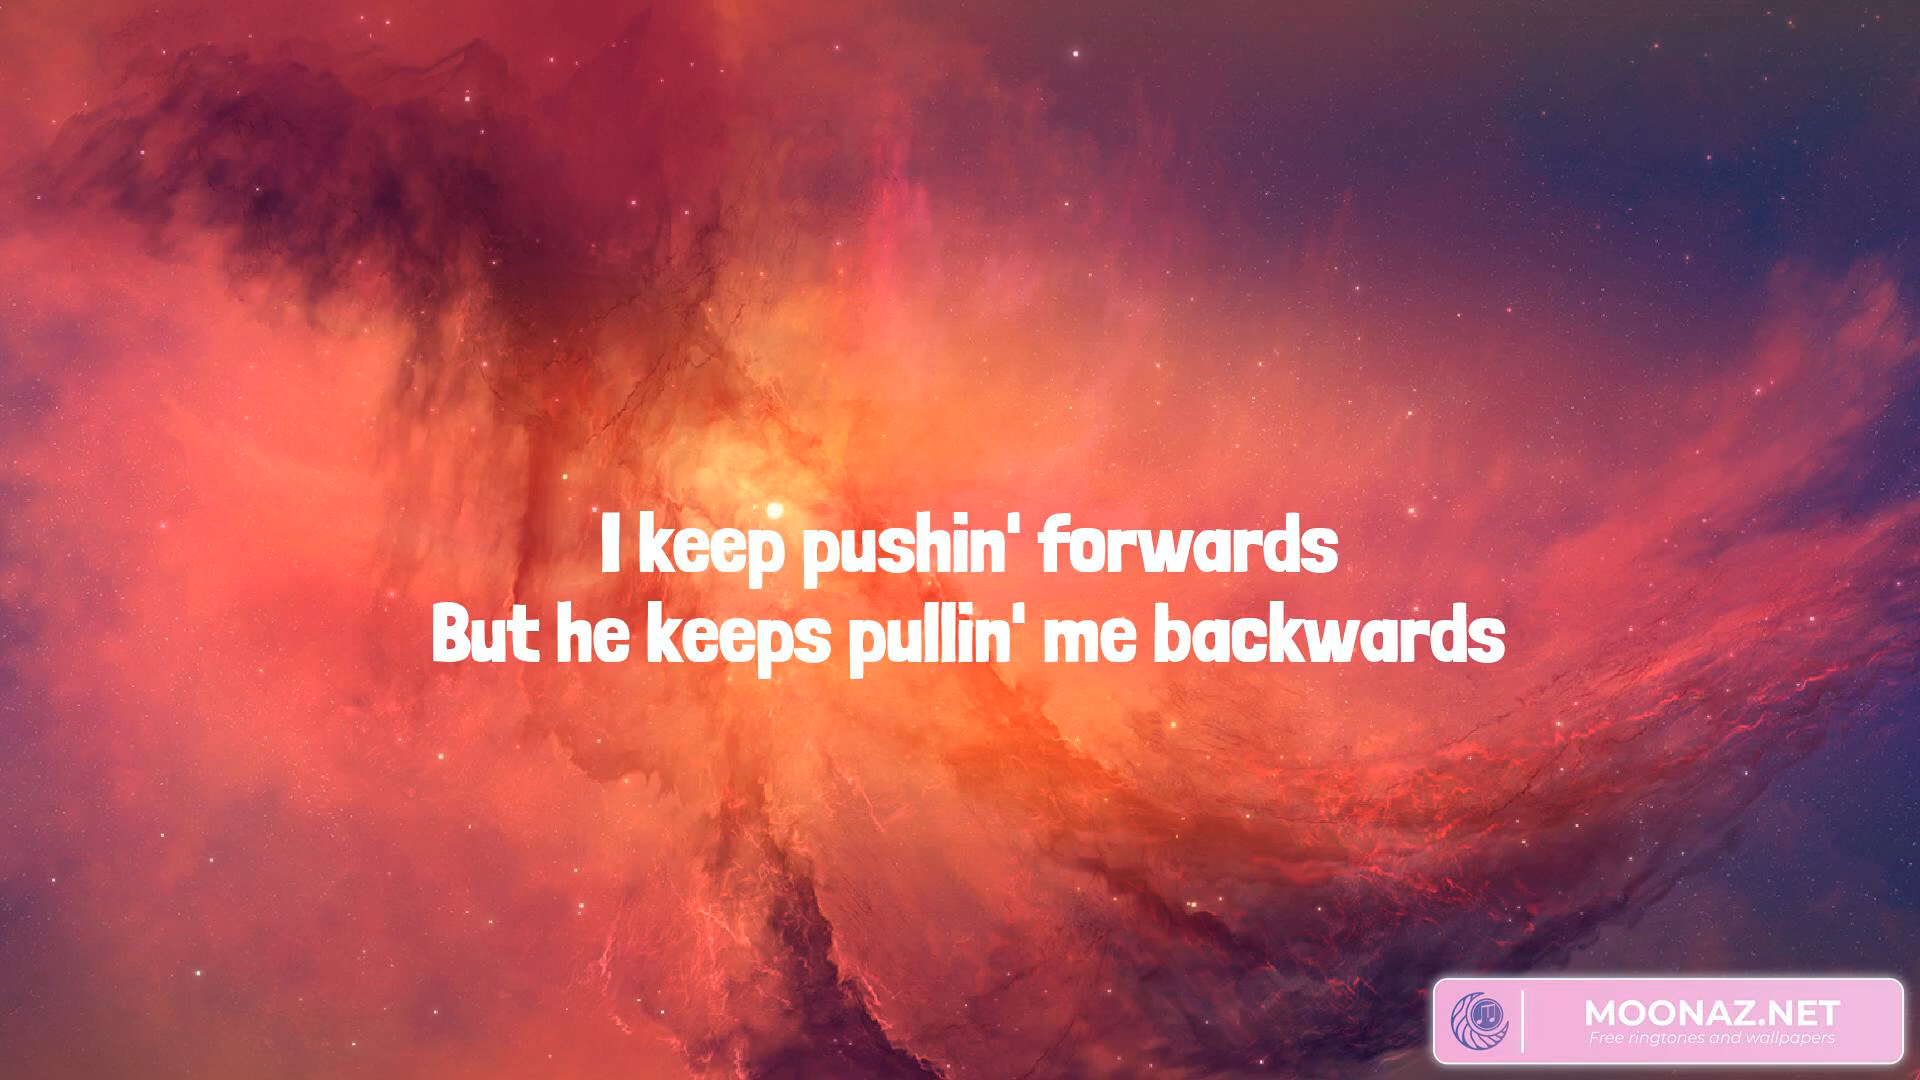 I keep pushin' forwards
But he keeps pullin' me backwards
MOONAZ.NET
Free ringtones and wallpapers